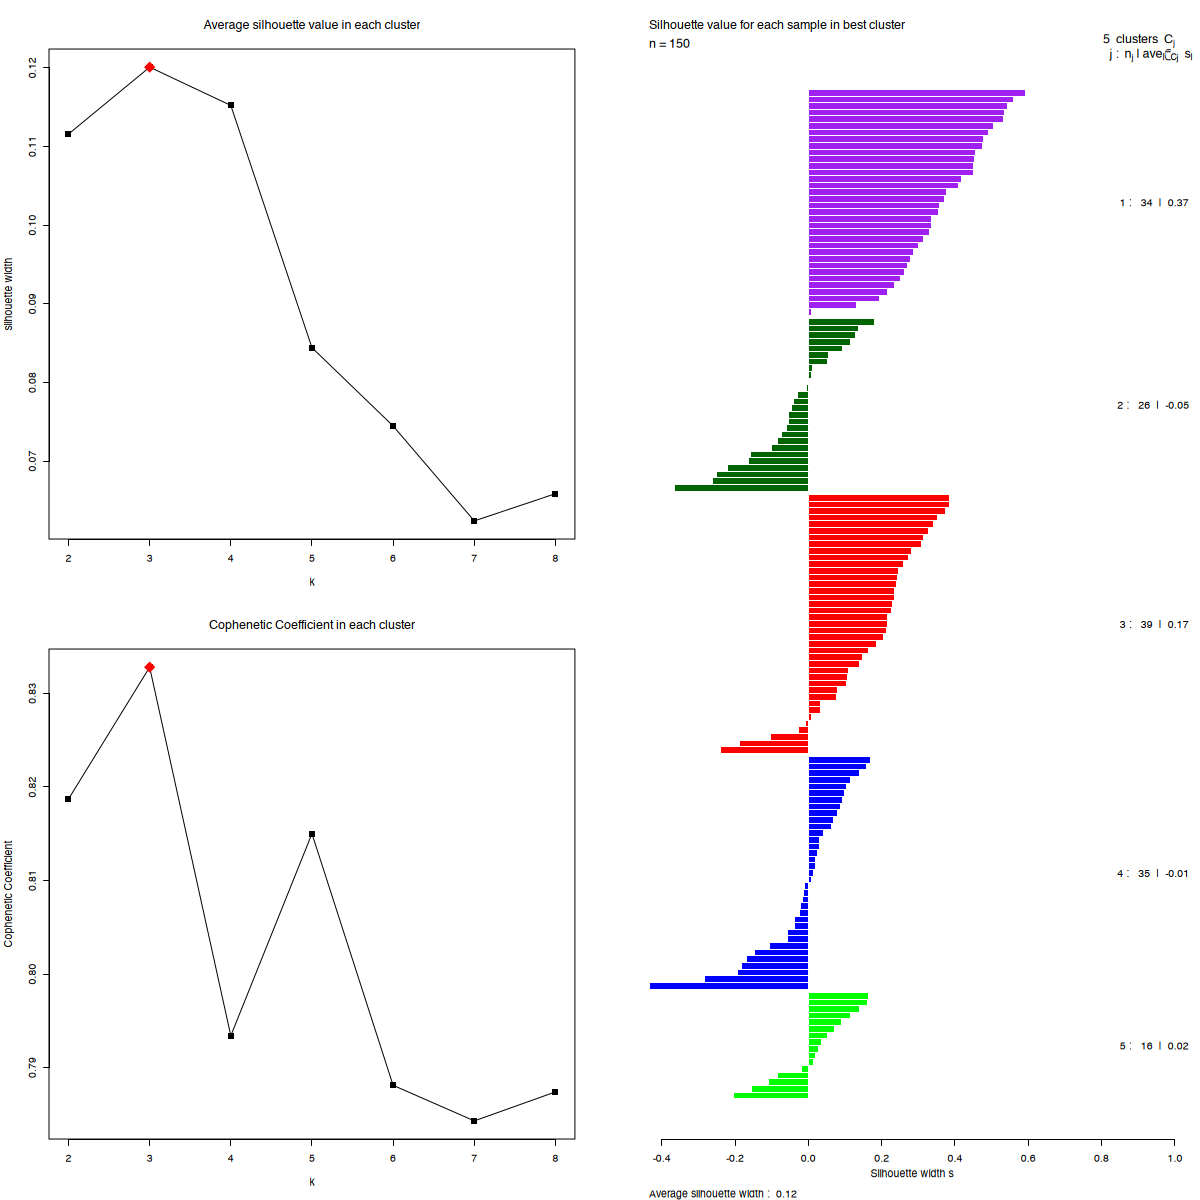 Average silhouette value in each cluster
0.12
0.11
0.10
0.09
0.08
0.07
silhouette width
2 3 4 5 6 7 8
k
Cophenetic Coefficient in each cluster
0.83
0.82
0.81
0.80
0.79
Cophenetic Coefficient
2 3 4 5 6 7 8
k
Silhouette value for each sample in best cluster
n = 150
5 clusters Cj
j : nj | ave
1 : 34 | 0.37
2 : 26 | -0.05
3 : 39 | 0.17
4 : 35 | -0.01
5 : 16 | 0.02
-0.4 -0.2 0.0 0.2 0.4 0.6 0.8 1.0
Silhouette width s
Average silhouette width : 0.12